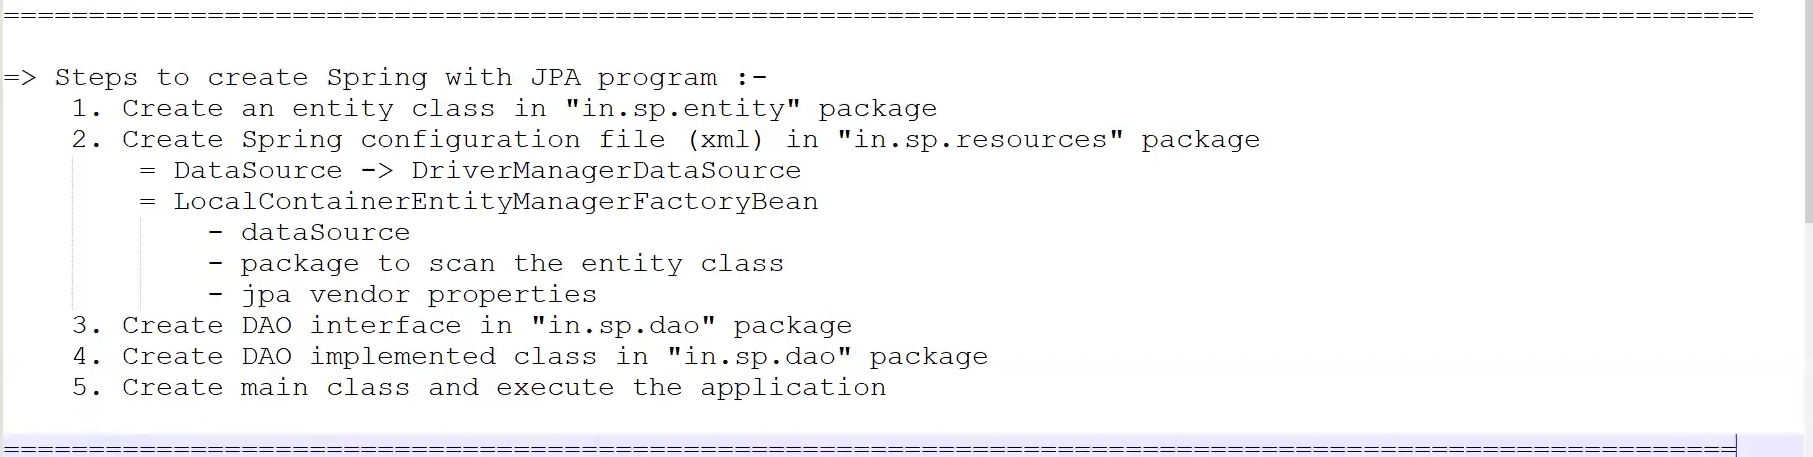 =======================================================================================================
=> Steps to create Spring with JPA program :-
1. Create an entity class in "in.sp.entity" package
2. Create Spring configuration file (xml) in "in.sp.resources" package
= DataSource -> DriverManagerDataSource
= LocalContainerEntityManagerFactoryBean
- dataSource
- package to scan the entity class
- jpa vendor properties
3. Create DAO interface in "in.sp.dao" package
4. Create DAO implemented class in "in.sp.dao" package
5. Create main class and execute the application
======================================================================================================